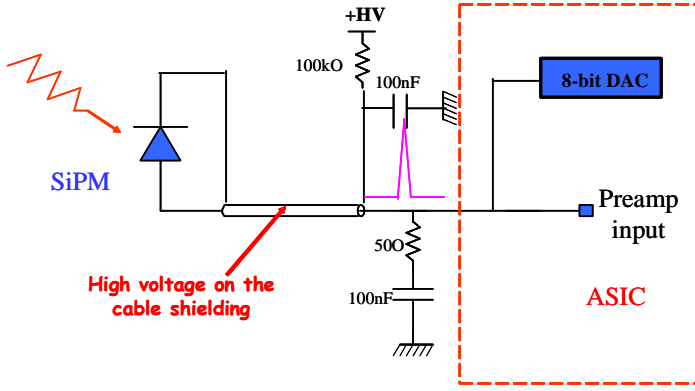 +HV
100kO
100nF
8-bit DAC
SiPM
Preamp
input
50O
High voltage on the
cable shielding
100nF
ASIC